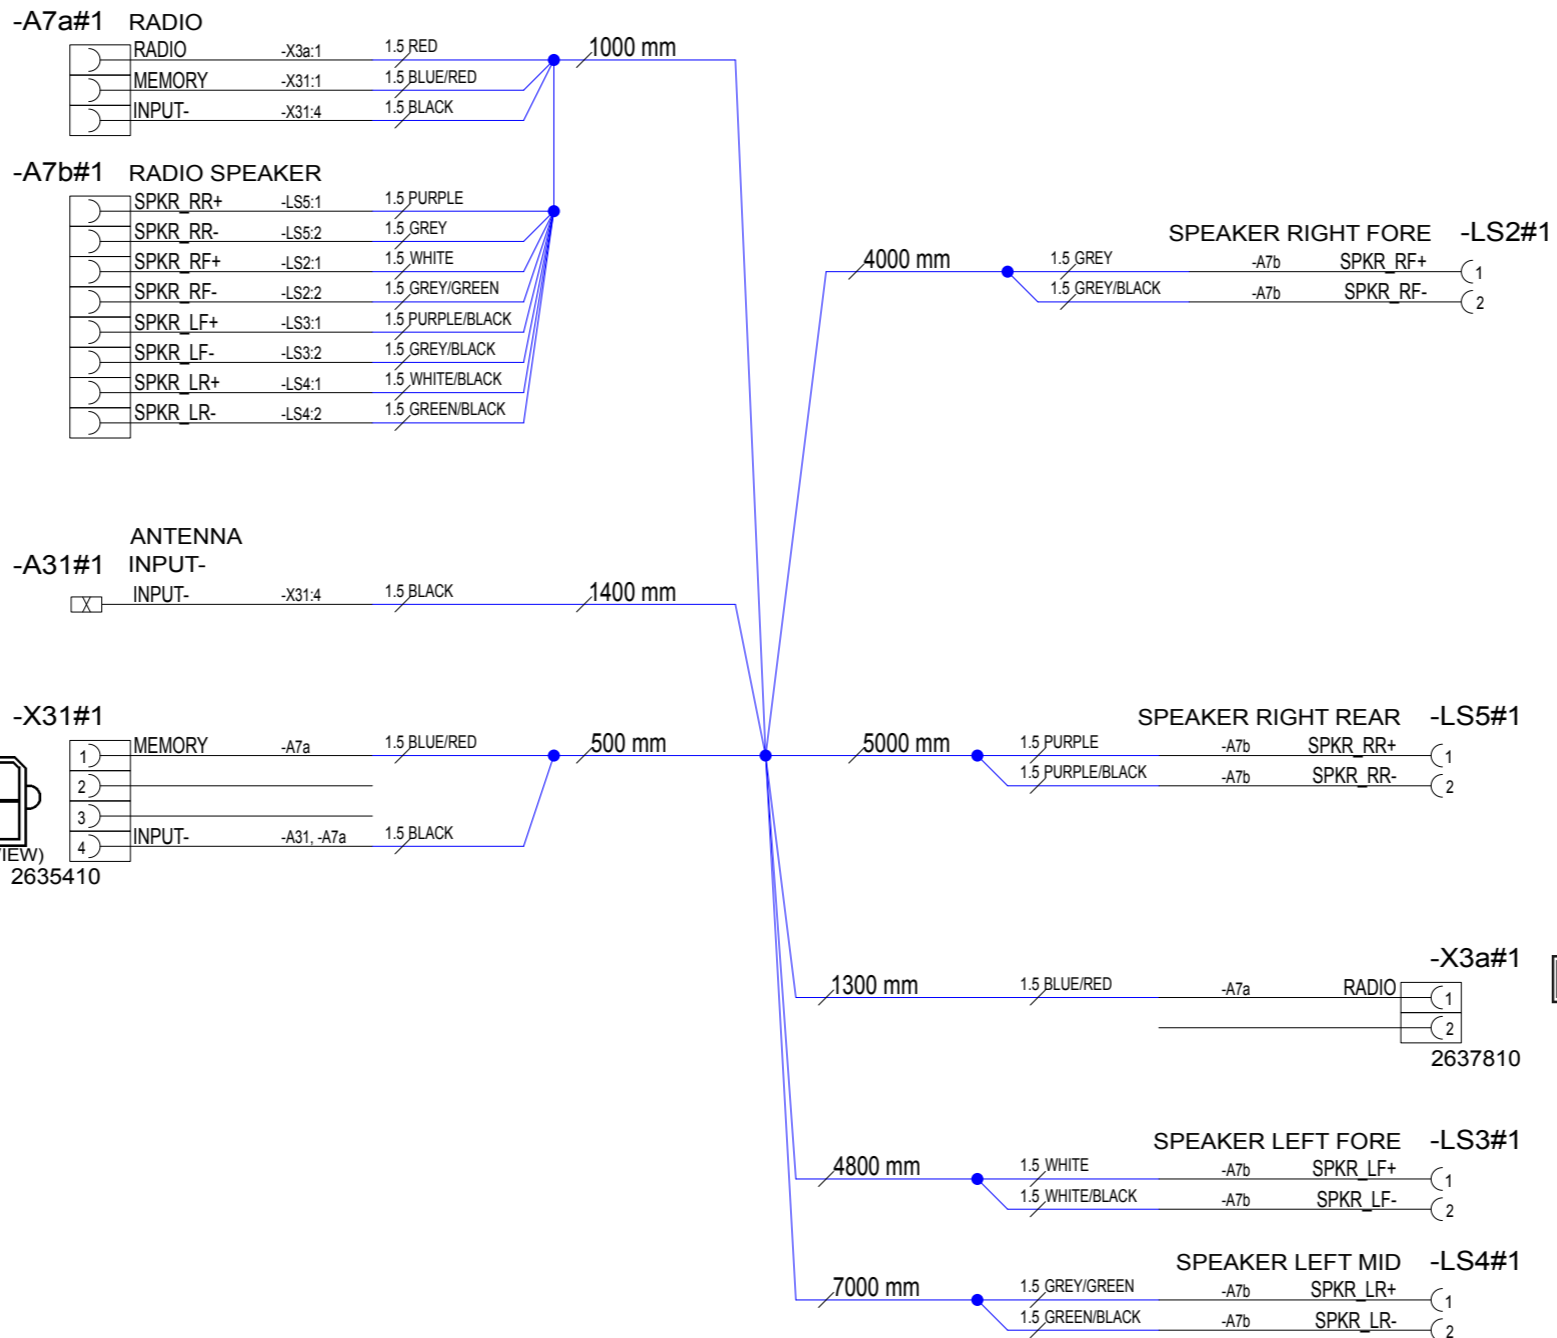 -A7a#1 RADIO
RADIO -X3a:1 1.5 RED 1000 mm
MEMORY -X31:1 1.5 BLUE/RED
INPUT- -X31:4 1.5 BLACK
-A7b#1 RADIO SPEAKER
SPKR_RR+ -LS5:1 1.5 PURPLE
SPKR_RR- -LS5:2 1.5 GREY
SPKR_RF+ -LS2:1 1.5 WHITE
SPKR_RF- -LS2:2 1.5 GREY/GREEN
SPKR_LF+ -LS3:1 1.5 PURPLE/BLACK
SPKR_LF- -LS3:2 1.5 GREY/BLACK
SPKR_LR+ -LS4:1 1.5 WHITE/BLACK
SPKR_LR- -LS4:2 1.5 GREEN/BLACK
SPEAKER RIGHT FORE -LS2#1
4000 mm 1.5 GREY -A7b SPKR_RF+ 1
1.5 GREY/BLACK -A7b SPKR_RF- 2
ANTENNA
-A31#1 INPUT-
X INPUT- -X31:4 1.5 BLACK 1400 mm
-X31#1
1 MEMORY -A7a 1.5 BLUE/RED 500 mm
2
3
4 INPUT- -A31, -A7a 1.5 BLACK
IEW)
2635410
SPEAKER RIGHT REAR -LS5#1
5000 mm 1.5 PURPLE -A7b SPKR_RR+ 1
1.5 PURPLE/BLACK -A7b SPKR_RR- 2
-X3a#1
1300 mm 1.5 BLUE/RED -A7a RADIO 1
2
2637810
SPEAKER LEFT FORE -LS3#1
4800 mm 1.5 WHITE -A7b SPKR_LF+ 1
1.5 WHITE/BLACK -A7b SPKR_LF- 2
SPEAKER LEFT MID -LS4#1
7000 mm 1.5 GREY/GREEN -A7b SPKR_LR+ 1
1.5 GREEN/BLACK -A7b SPKR_LR- 2